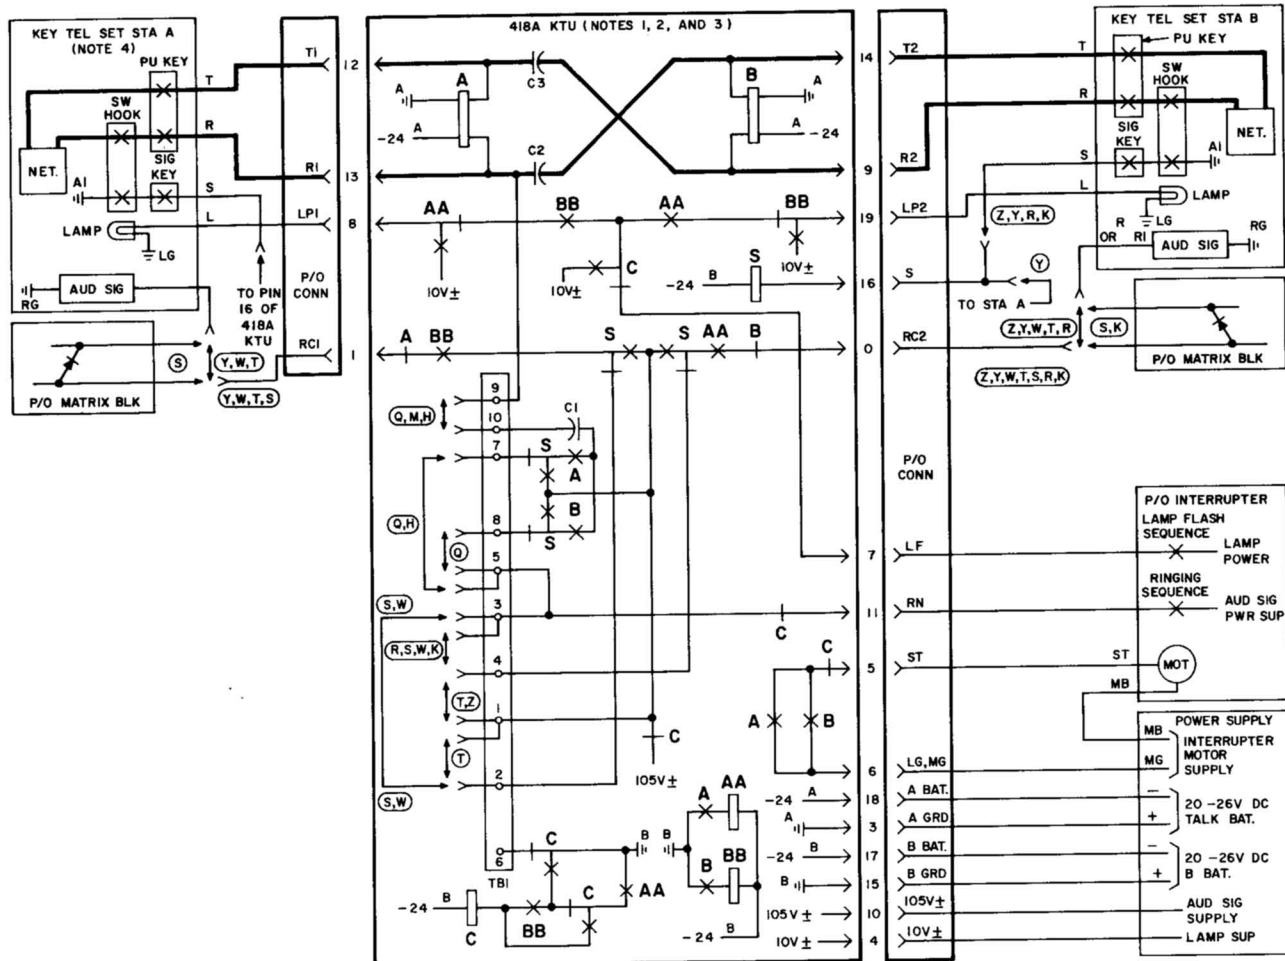 KEY TEL SET STA A
(NOTE 4)
PU KEY
SW
HOOK
T
R
NET.
SIG
KEY
A1
S
LAMP
L
LG
AUD SIG
RG
TO PIN
16 OF
418A
KTU
P/O MATRIX BLK
S
Y,W,T
Y,W,T,S
T1
R1
LP1
P/O
CONN
RC1
12
13
8
1
418A KTU (NOTES 1, 2, AND 3)
A
A
-24 A
C3
C2
B
A
A
-24
AA
BB
AA
BB
10V±
10V±
C
-24 B
S
10V±
A
BB
S
S
AA
B
Q,M,H
9
10
7
C1
S
A
B
S
Q,H
8
Q
5
S,W
3
R,S,W,K
4
T,Z
1
T
2
S,W
C
105V±
6
TB1
C
B
B
C
AA
-24 B
C
BB
A
AA
B
BB
-24 B
C
C
A
B
-24 A
A
-24 B
B
105V±
10V±
14
9
19
16
0
7
11
5
6
18
3
17
15
10
4
T2
R2
LP2
S
RC2
P/O
CONN
LF
RN
ST
LG,MG
A BAT.
A GRD
B BAT.
B GRD
105V±
10V±
KEY TEL SET STA B
PU KEY
T
SW
HOOK
R
SIG
KEY
NET.
S
A1
L
LAMP
LG
Z,Y,R,K
R
OR R1
AUD SIG
RG
Y
TO STA A
Z,Y,W,T,R
S,K
P/O MATRIX BLK
Z,Y,W,T,S,R,K
P/O INTERRUPTER
LAMP FLASH
SEQUENCE
LAMP
POWER
RINGING
SEQUENCE
AUD SIG
PWR SUP
ST
MOT
MB
POWER SUPPLY
MB
INTERRUPTER
MOTOR
SUPPLY
MG
−
20 -26V DC
TALK BAT.
+
−
20 -26V DC
B BAT.
+
AUD SIG
SUPPLY
LAMP SUP